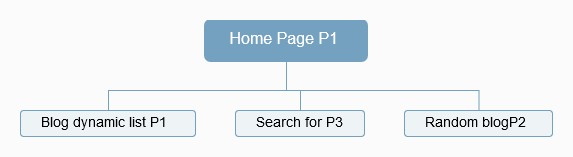 Home Page P1
Blog dynamic list P1
Search for P3
Random blogP2